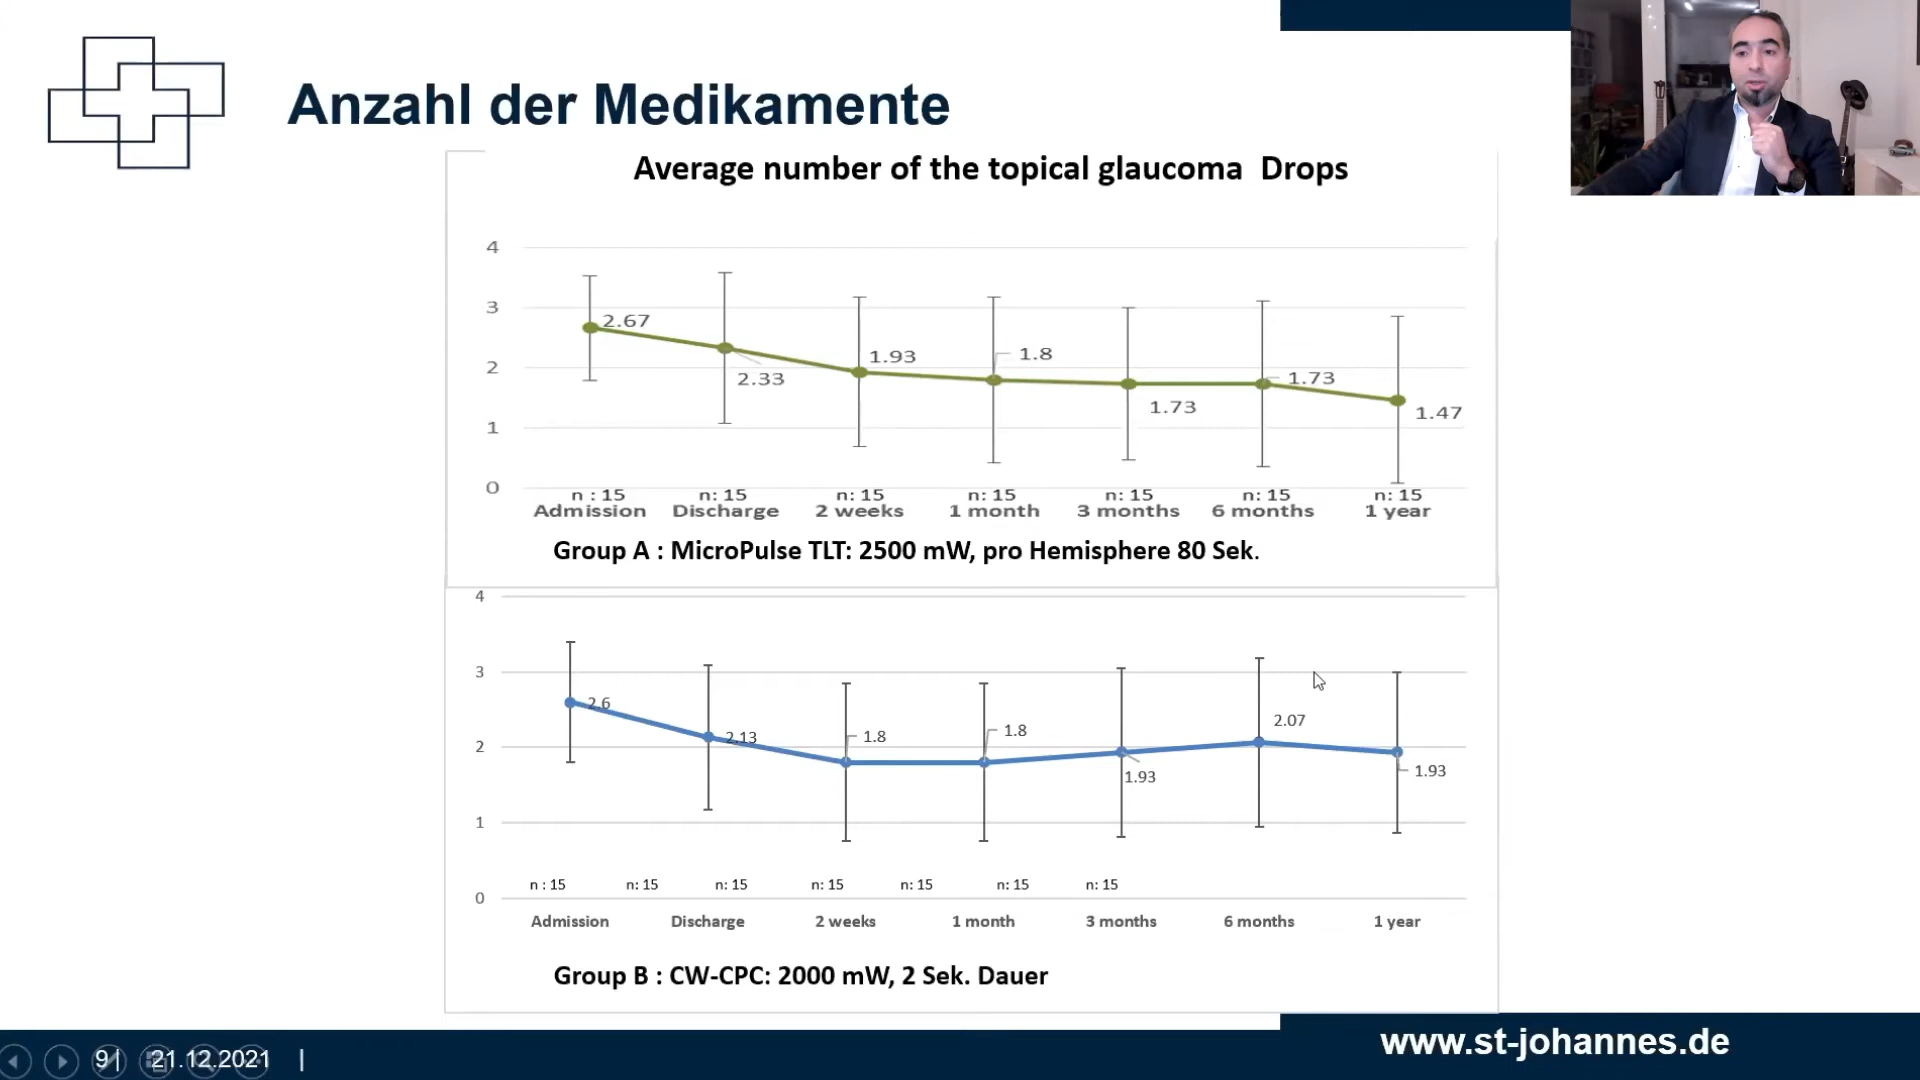 Anzahl der Medikamente
Average number of the topical glaucoma Drops
4
3
2
1
0
2.67
2.33
1.93
1.8
1.73
1.73
1.47
n : 15 n: 15 n: 15 n: 15 n: 15 n: 15 n: 15
Admission Discharge 2 weeks 1 month 3 months 6 months 1 year
Group A : MicroPulse TLT: 2500 mW, pro Hemisphere 80 Sek.
4
3
2
1
0
2.6
2.13
1.8
1.8
1.93
2.07
1.93
n : 15 n: 15 n: 15 n: 15 n: 15 n: 15 n: 15
Admission Discharge 2 weeks 1 month 3 months 6 months 1 year
Group B : CW-CPC: 2000 mW, 2 Sek. Dauer
www.st-johannes.de
9 | 21.12.2021 |